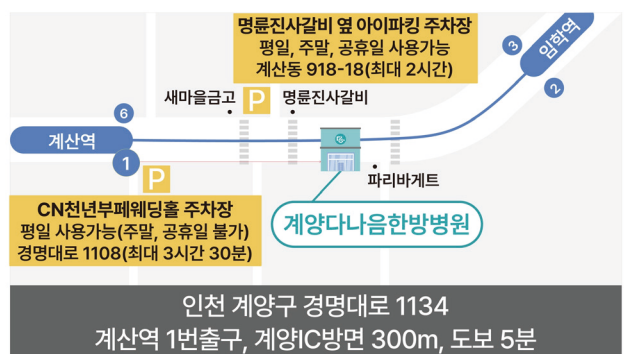 명륜진사갈비 옆 아이파킹 주차장
평일, 주말, 공휴일 사용가능
계산동 918-18(최대 2시간)
3
임학역
2
새마을금고
P
명륜진사갈비
6
계산역
1
P
파리바게트
CN천년부페웨딩홀 주차장
평일 사용가능(주말, 공휴일 불가)
경명대로 1108(최대 3시간 30분)
계양다나음한방병원
인천 계양구 경명대로 1134
계산역 1번출구, 계양IC방면 300m, 도보 5분